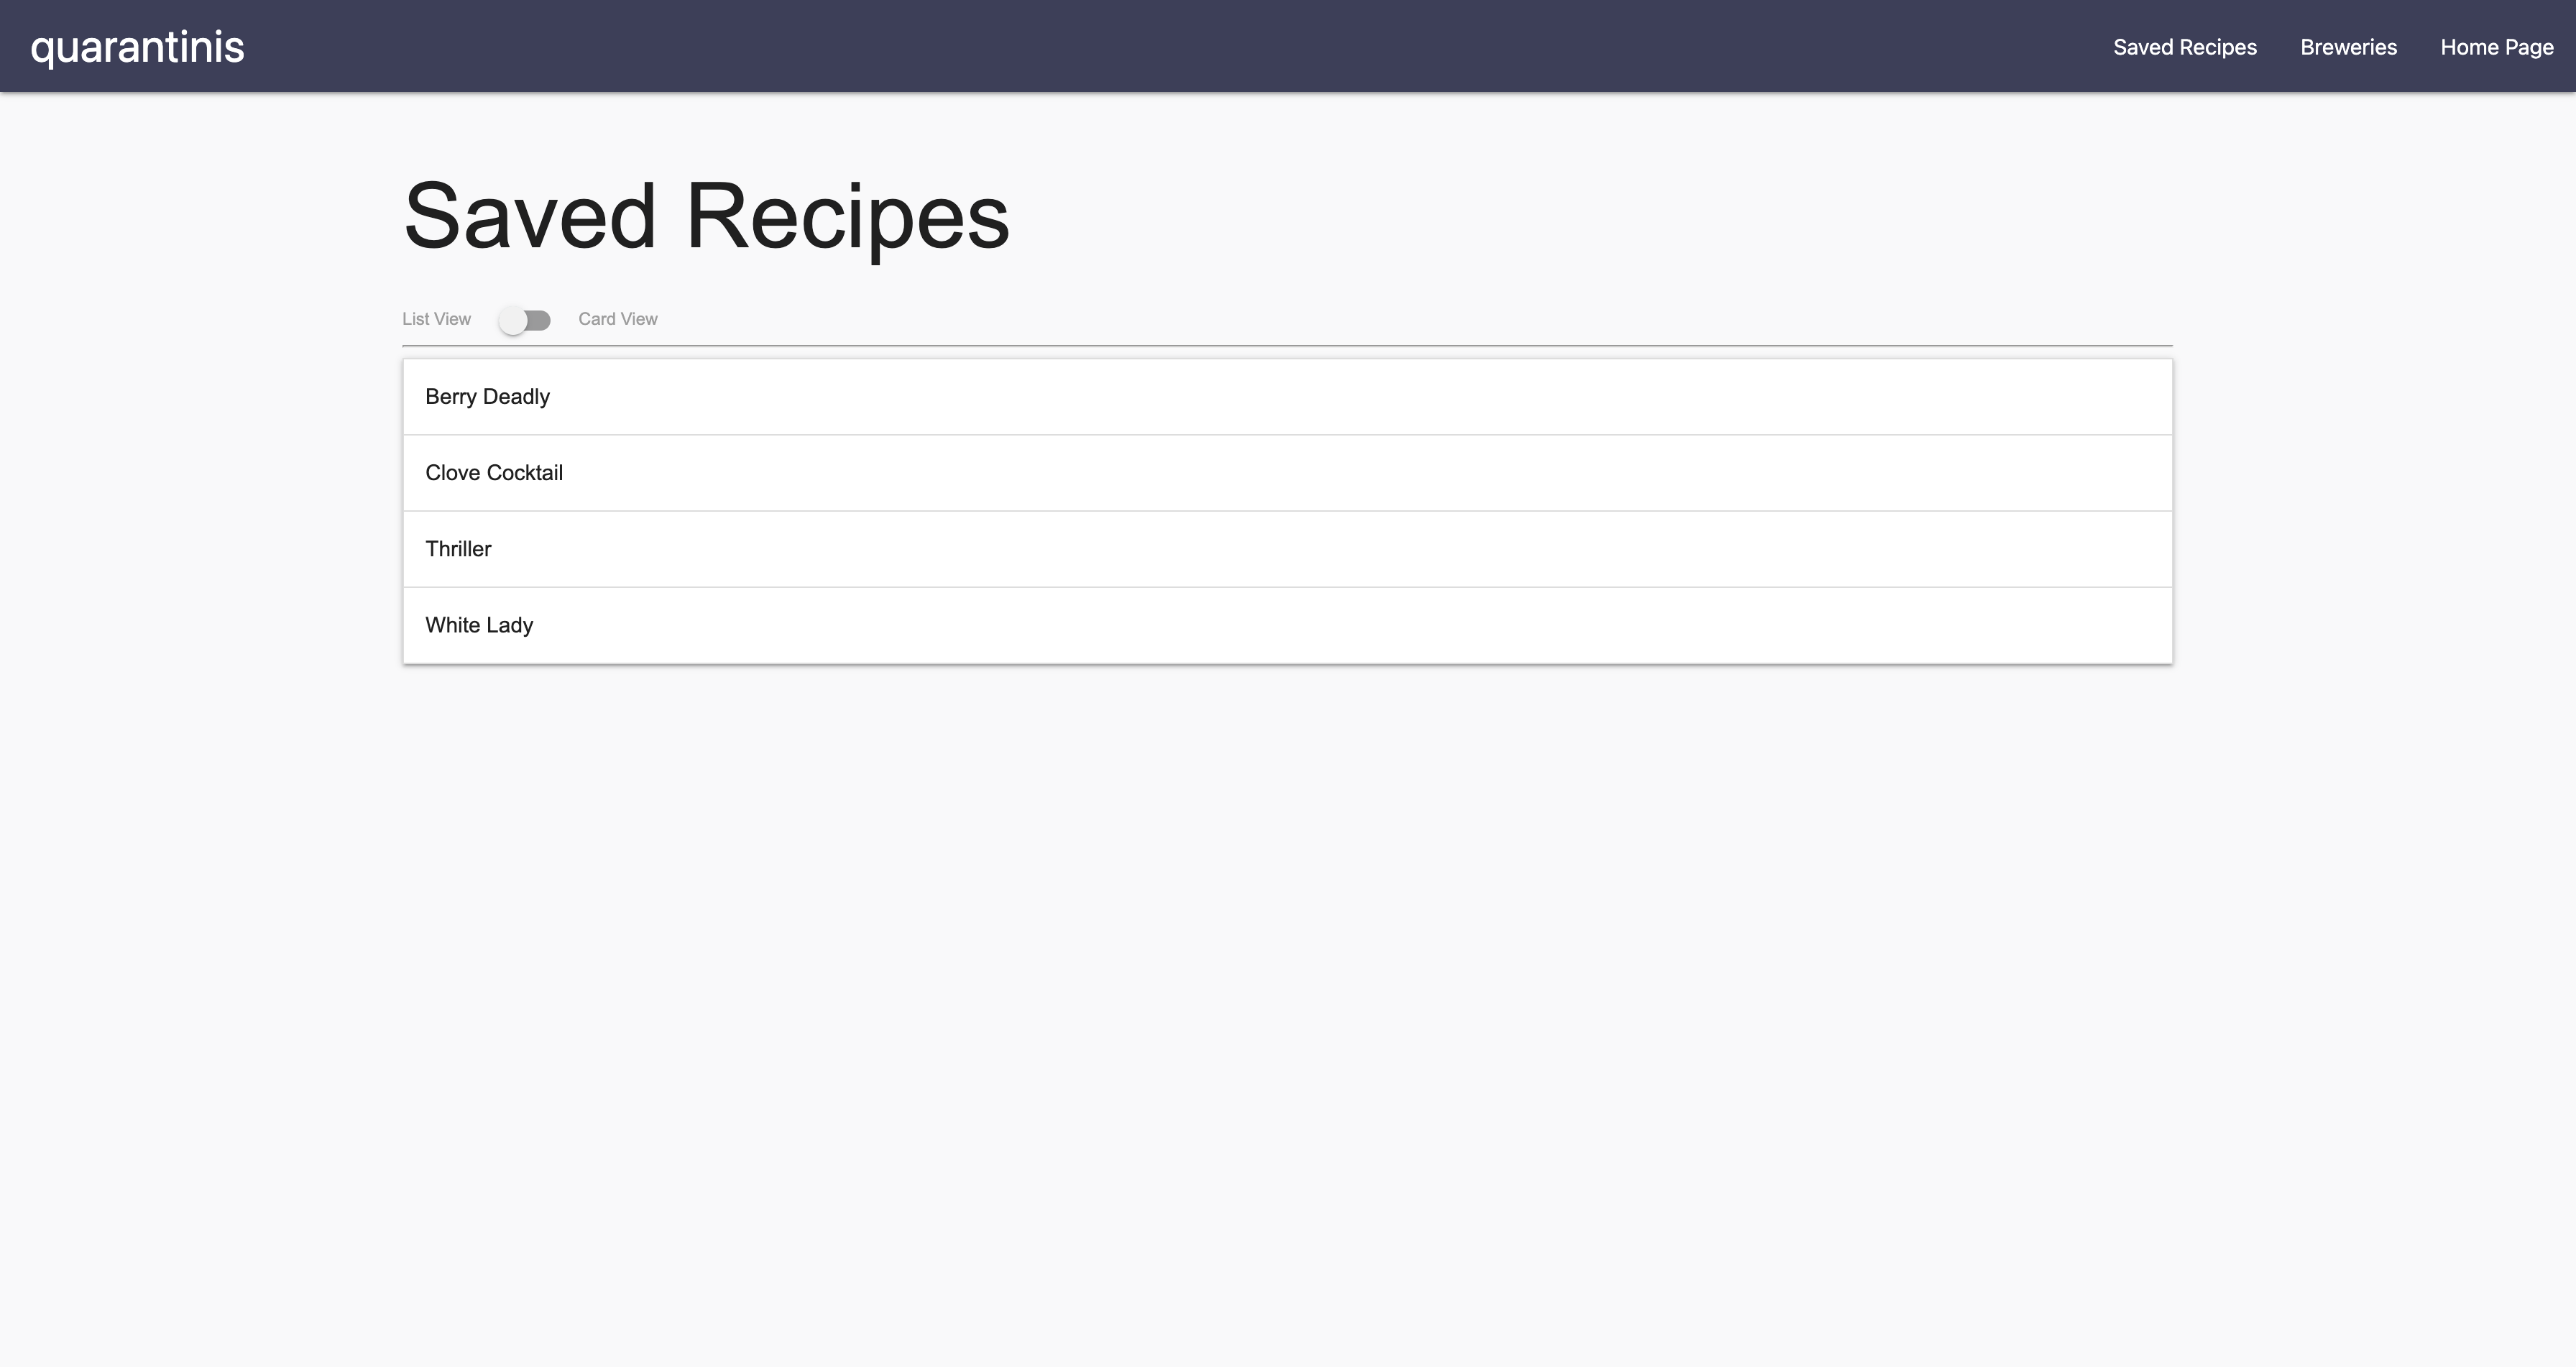 quarantinis
Saved Recipes Breweries Home Page
Saved Recipes
List View Card View
Berry Deadly
Clove Cocktail
Thriller
White Lady